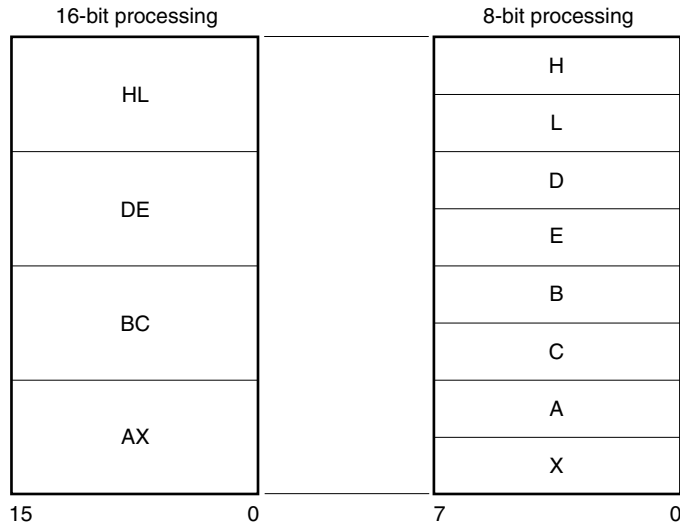 16-bit processing
8-bit processing
HL
DE
BC
AX
H
L
D
E
B
C
A
X
15 0
7 0